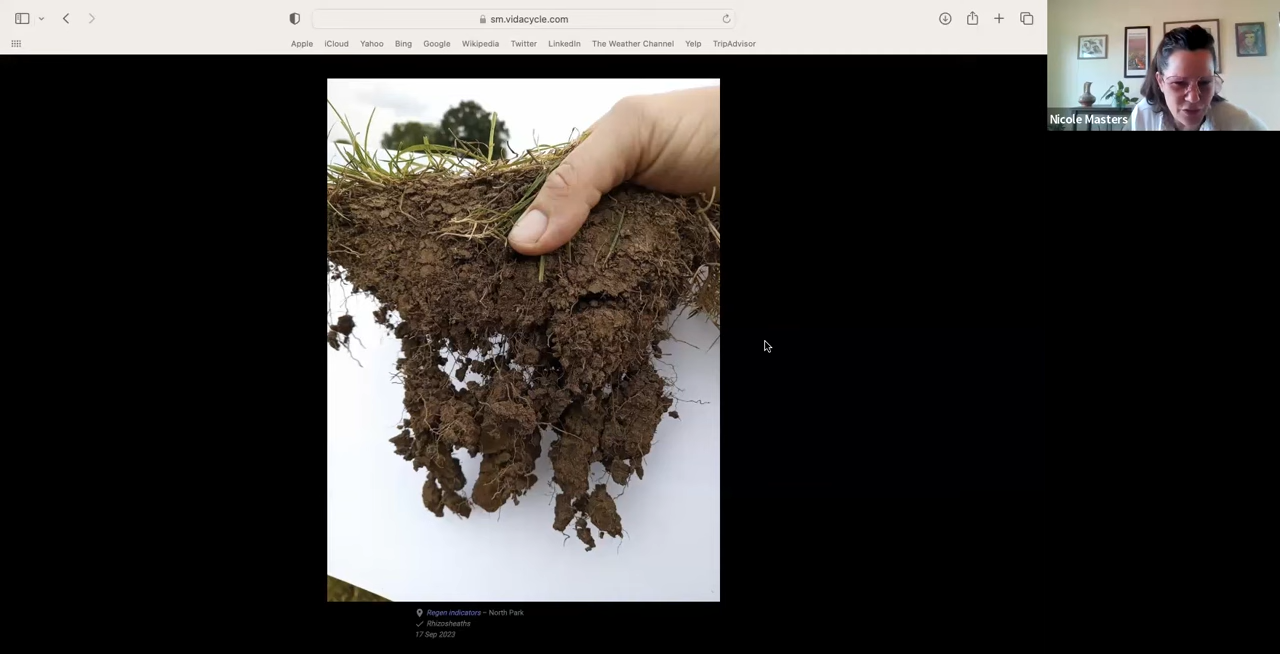 sm.vidacycle.com
Apple iCloud Yahoo Bing Google Wikipedia Twitter LinkedIn The Weather Channel Yelp TripAdvisor
Nicole Masters
Regen indicators – North Park
Rhizosheaths
17 Sep 2023